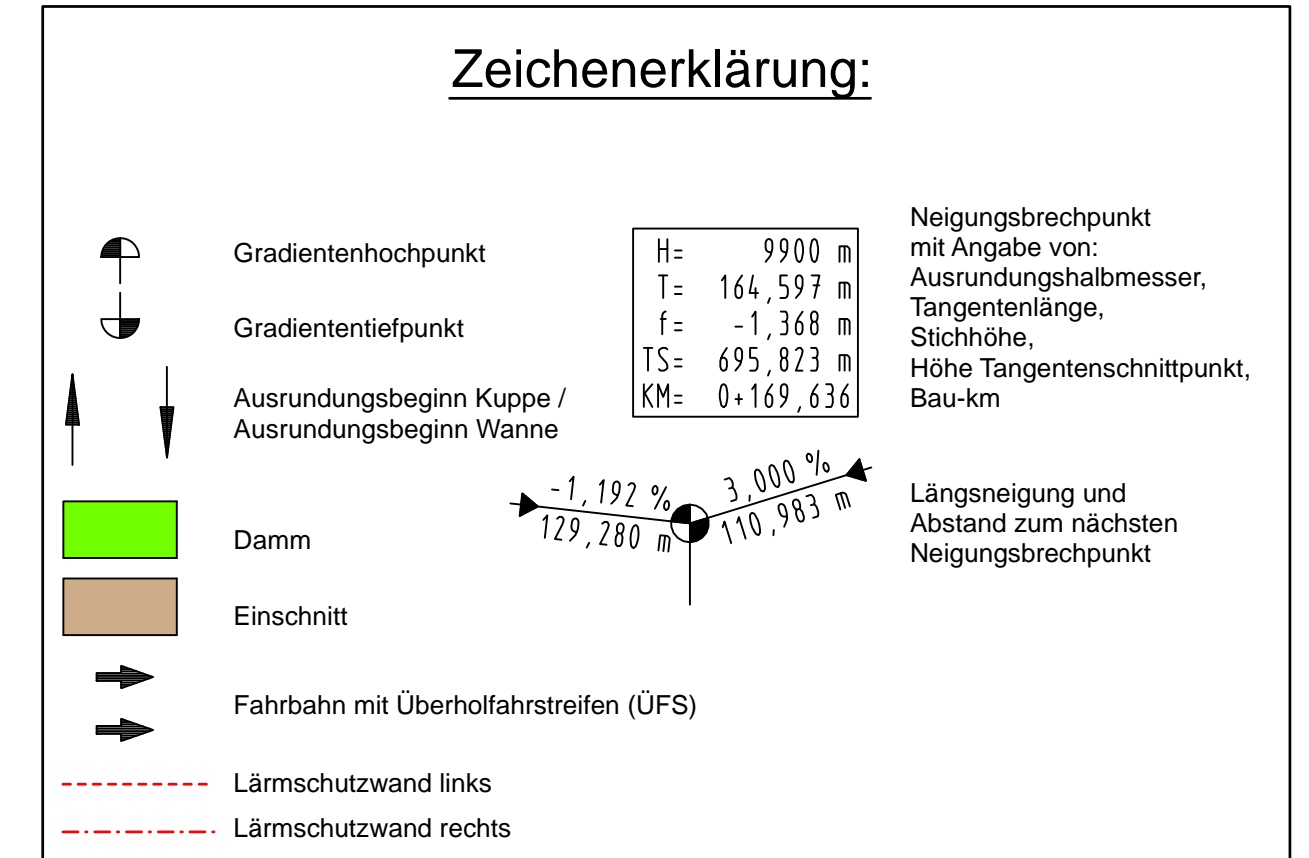 Zeichenerklärung:
Gradientenhochpunkt
Gradiententiefpunkt
Ausrundungsbeginn Kuppe /
Ausrundungsbeginn Wanne
Damm
Einschnitt
Fahrbahn mit Überholfahrstreifen (ÜFS)
Lärmschutzwand links
Lärmschutzwand rechts
H= 9900 m
T= 164,597 m
f= -1,368 m
TS= 695,823 m
KM= 0+169,636
Neigungsbrechpunkt
mit Angabe von:
Ausrundungshalbmesser,
Tangentenlänge,
Stichhöhe,
Höhe Tangentenschnittpunkt,
Bau-km
-1,192 %
129,280 m
3,000 %
110,983 m
Längsneigung und
Abstand zum nächsten
Neigungsbrechpunkt